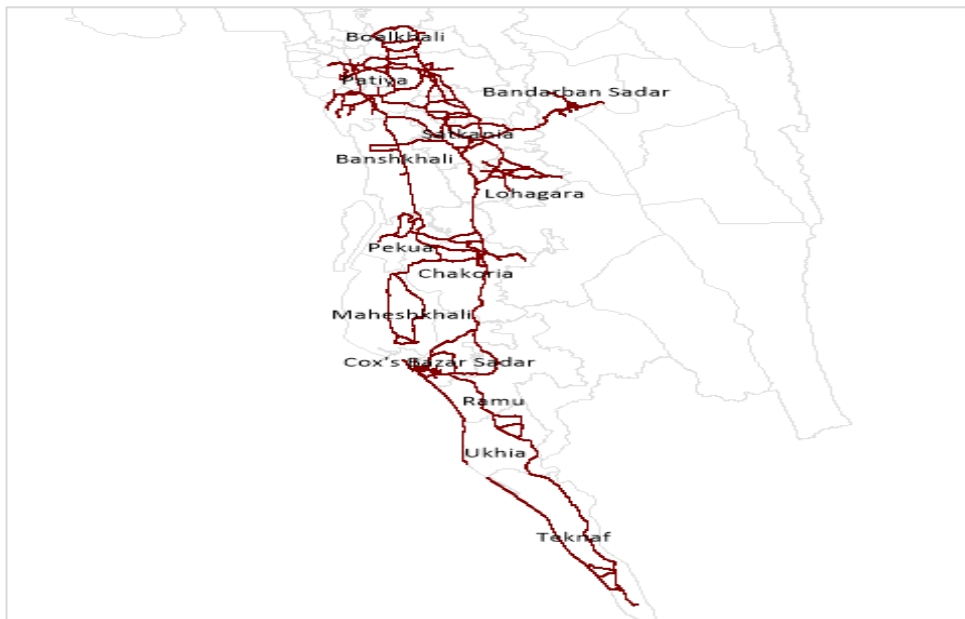 Boalkhali
Patiya
Bandarban Sadar
Satkania
Banshkhali
Lohagara
Pekua
Chakoria
Maheshkhali
Cox's Bazar Sadar
Ramu
Ukhia
Teknaf